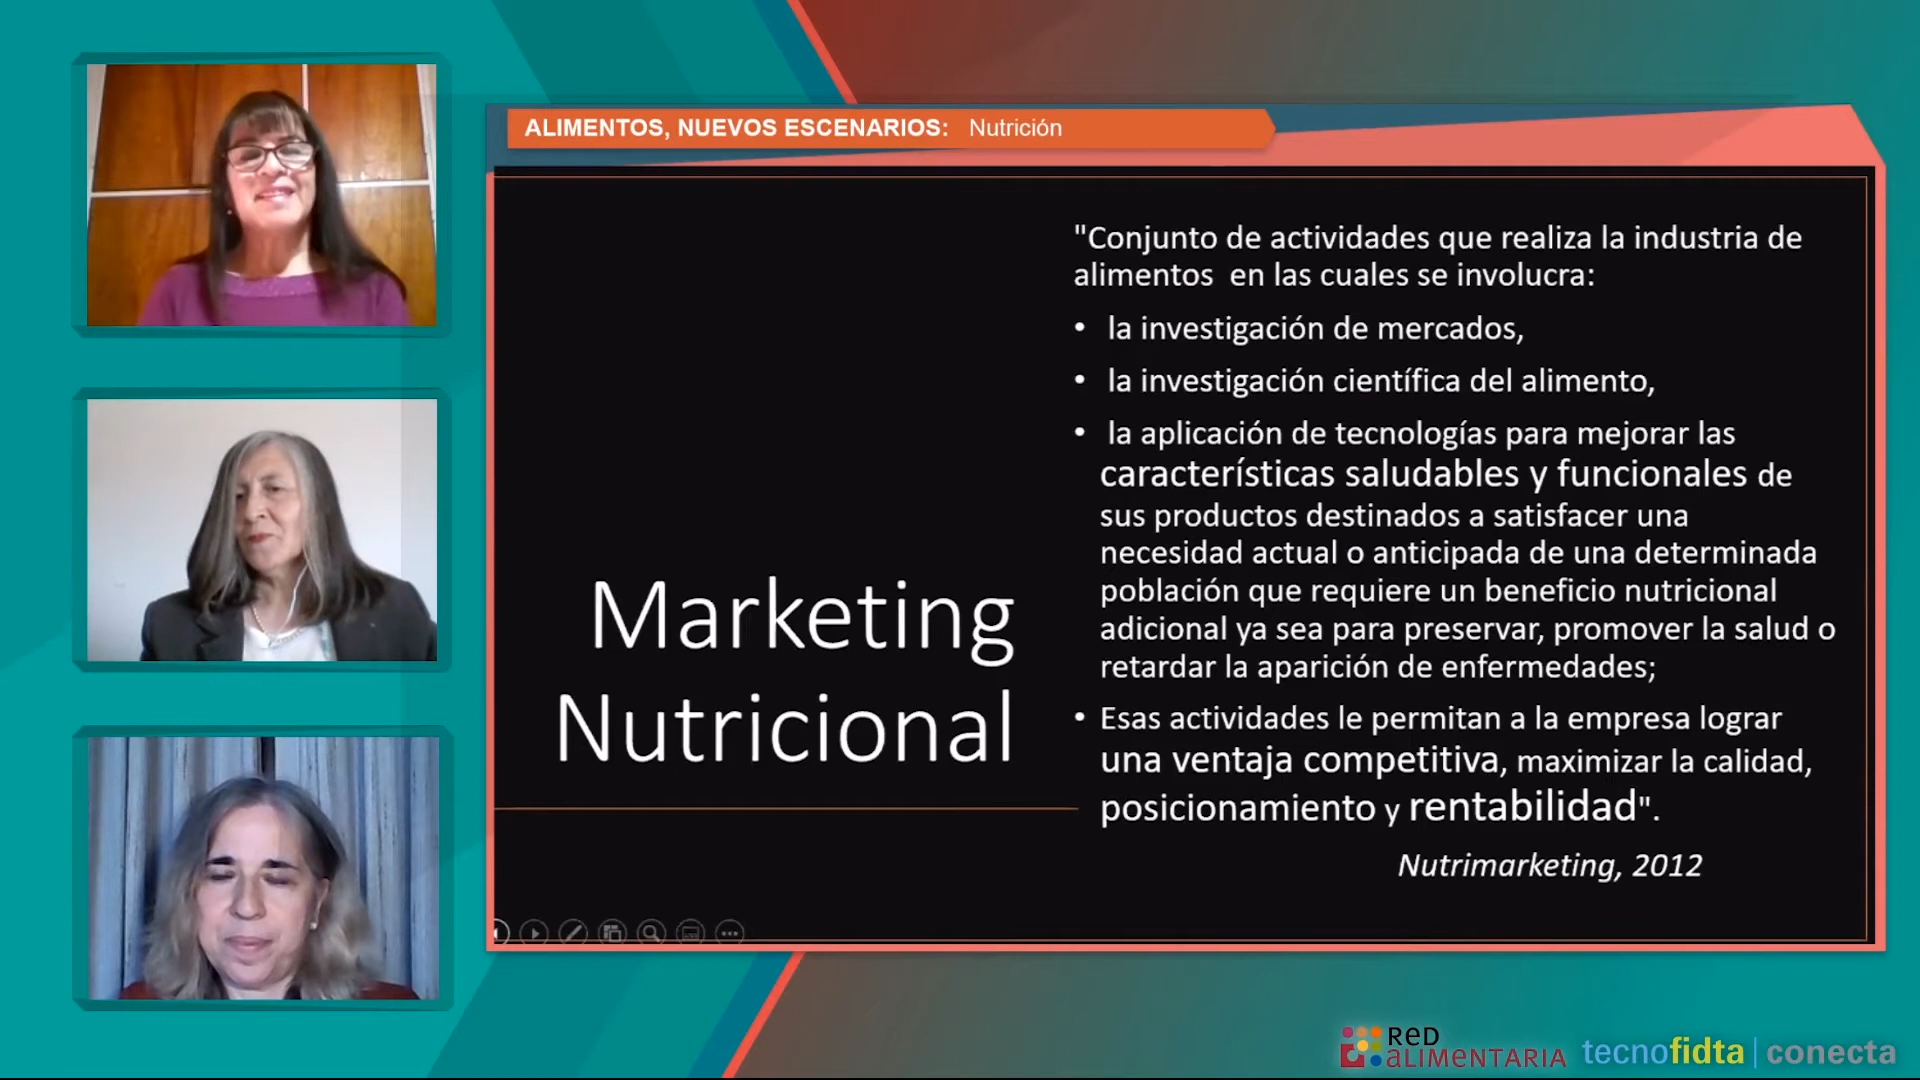 ALIMENTOS, NUEVOS ESCENARIOS: Nutrición
Marketing
Nutricional
"Conjunto de actividades que realiza la industria de
alimentos en las cuales se involucra:
• la investigación de mercados,
• la investigación científica del alimento,
• la aplicación de tecnologías para mejorar las
características saludables y funcionales de
sus productos destinados a satisfacer una
necesidad actual o anticipada de una determinada
población que requiere un beneficio nutricional
adicional ya sea para preservar, promover la salud o
retardar la aparición de enfermedades;
• Esas actividades le permitan a la empresa lograr
una ventaja competitiva, maximizar la calidad,
posicionamiento y rentabilidad".
Nutrimarketing, 2012
RED
aLIMENTARIA
tecnofidta | conecta